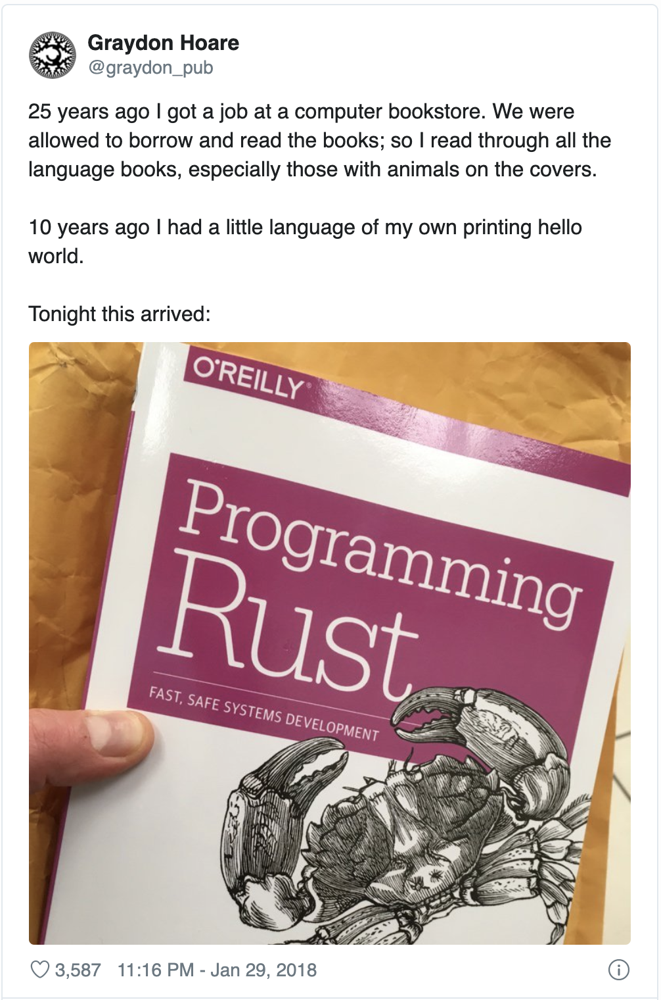 Graydon Hoare
@graydon_pub
25 years ago I got a job at a computer bookstore. We were
allowed to borrow and read the books; so I read through all the
language books, especially those with animals on the covers.
10 years ago I had a little language of my own printing hello
world.
Tonight this arrived:
O'REILLY®
Programming
Rust
FAST, SAFE SYSTEMS DEVELOPMENT
3,587 11:16 PM - Jan 29, 2018